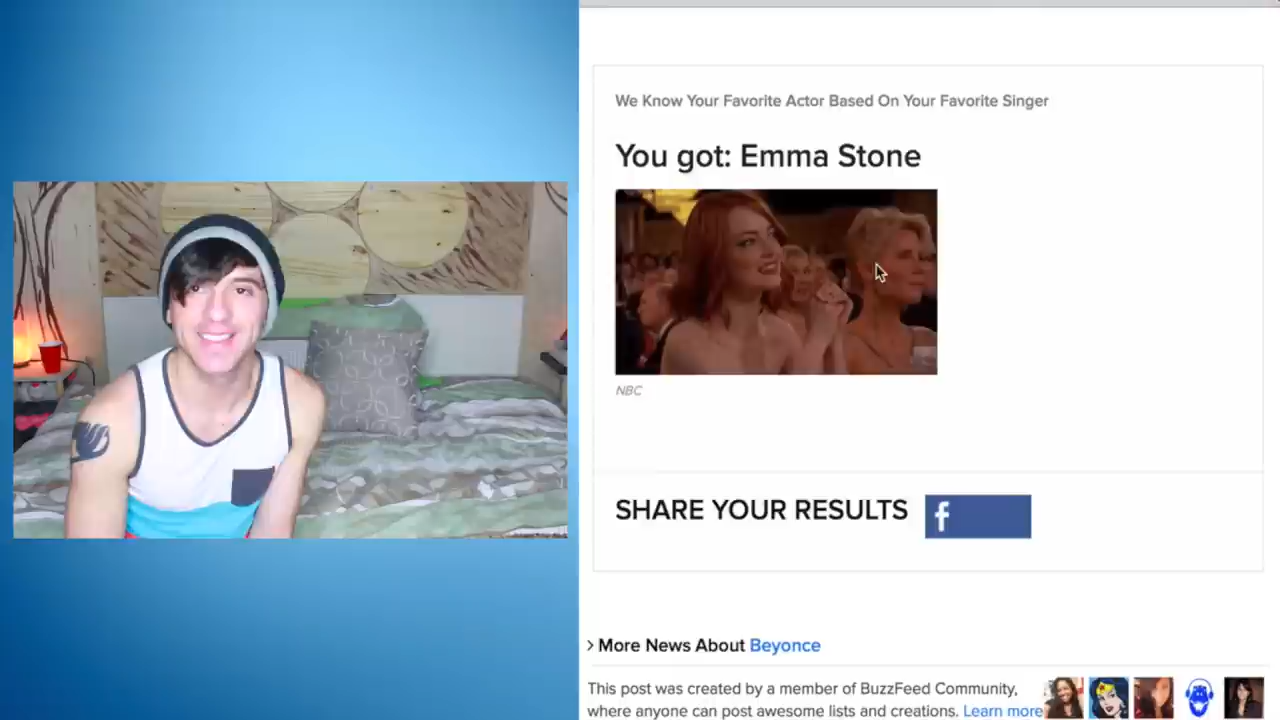 We Know Your Favorite Actor Based On Your Favorite Singer
You got: Emma Stone
NBC
SHARE YOUR RESULTS f
> More News About Beyonce
This post was created by a member of BuzzFeed Community,
where anyone can post awesome lists and creations. Learn more